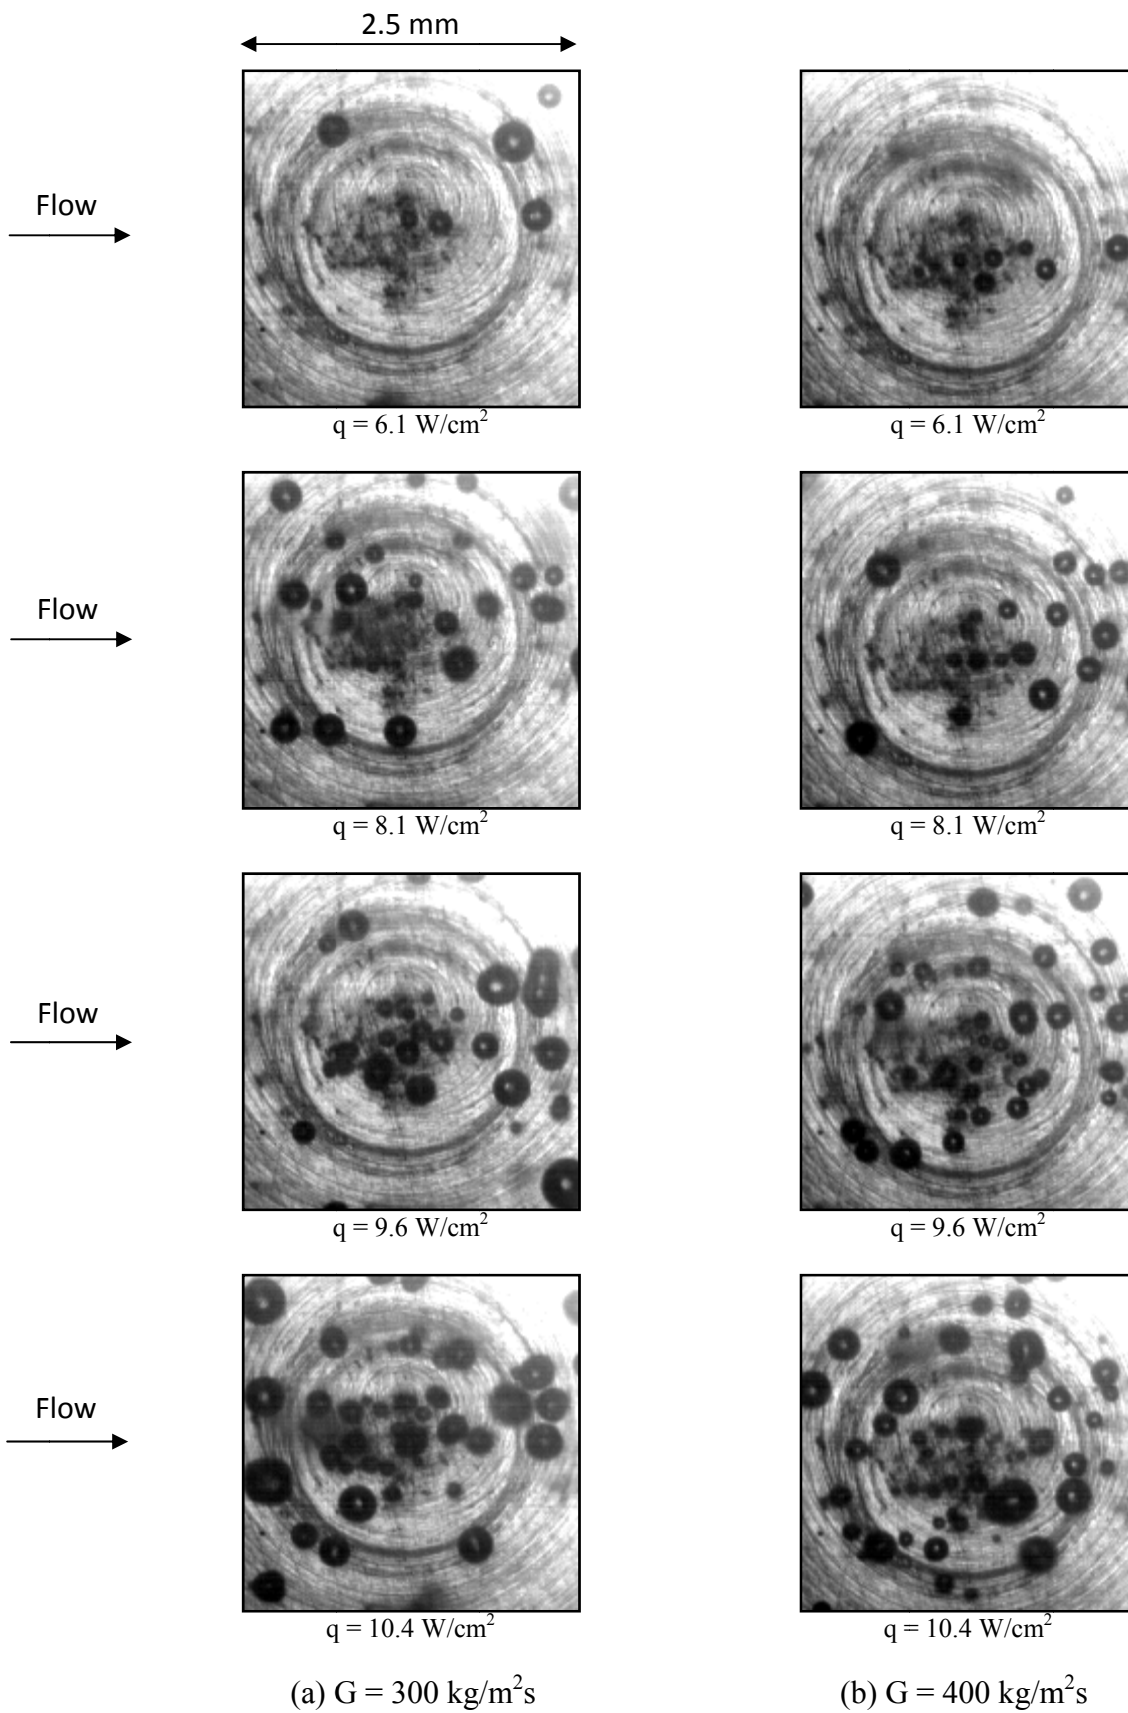 2.5 mm
Flow
q = 6.1 W/cm²
q = 6.1 W/cm²
Flow
q = 8.1 W/cm²
q = 8.1 W/cm²
Flow
q = 9.6 W/cm²
q = 9.6 W/cm²
Flow
q = 10.4 W/cm²
q = 10.4 W/cm²
(a) G = 300 kg/m²s
(b) G = 400 kg/m²s